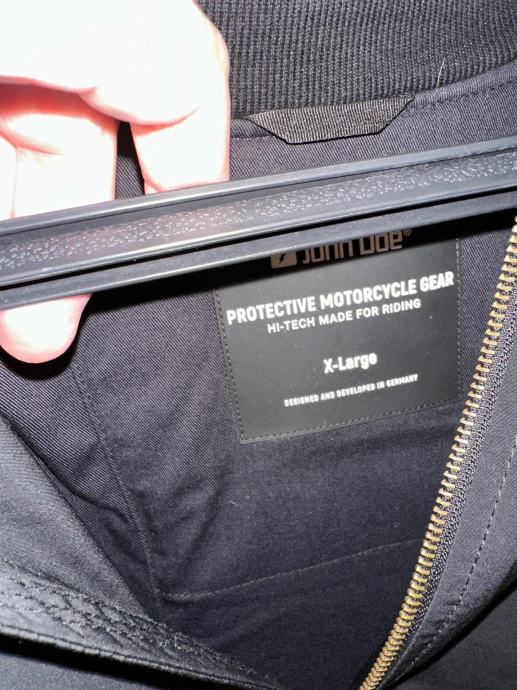 John Doe®
PROTECTIVE MOTORCYCLE GEAR
HI-TECH MADE FOR RIDING
X-Large
DESIGNED AND DEVELOPED IN GERMANY